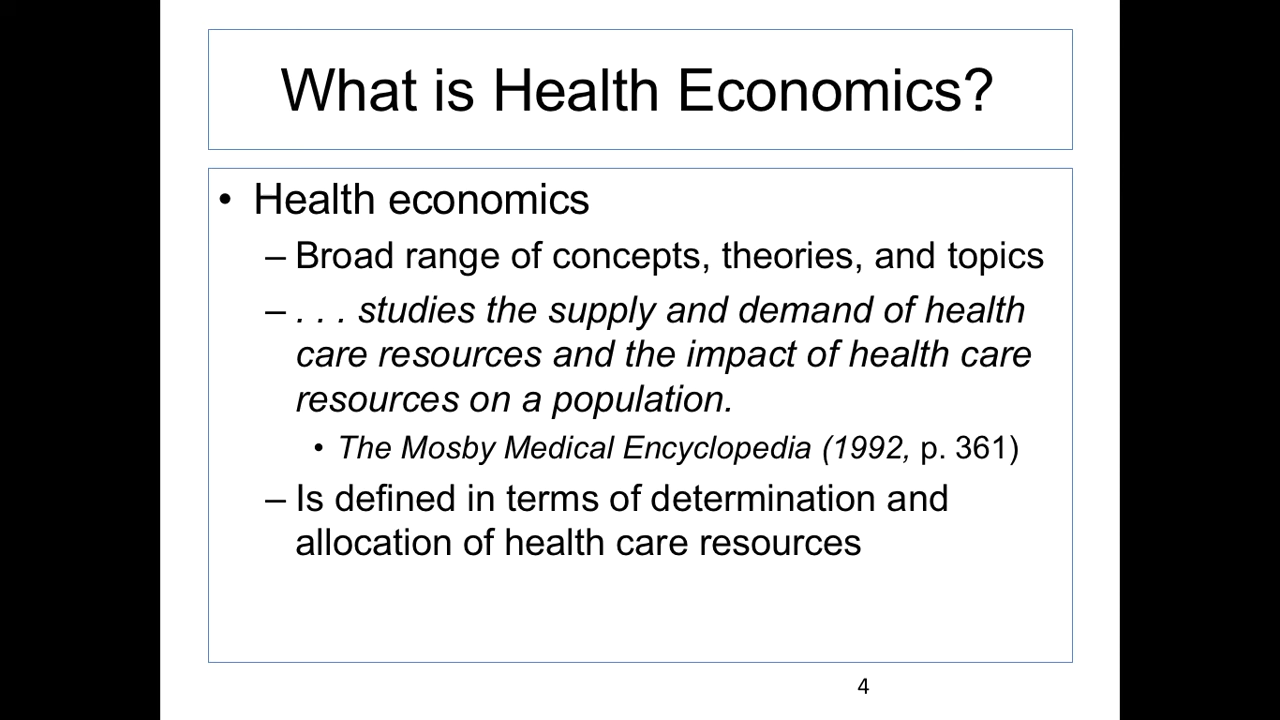 What is Health Economics?
• Health economics
– Broad range of concepts, theories, and topics
– . . . studies the supply and demand of health
care resources and the impact of health care
resources on a population.
• The Mosby Medical Encyclopedia (1992, p. 361)
– Is defined in terms of determination and
allocation of health care resources
4